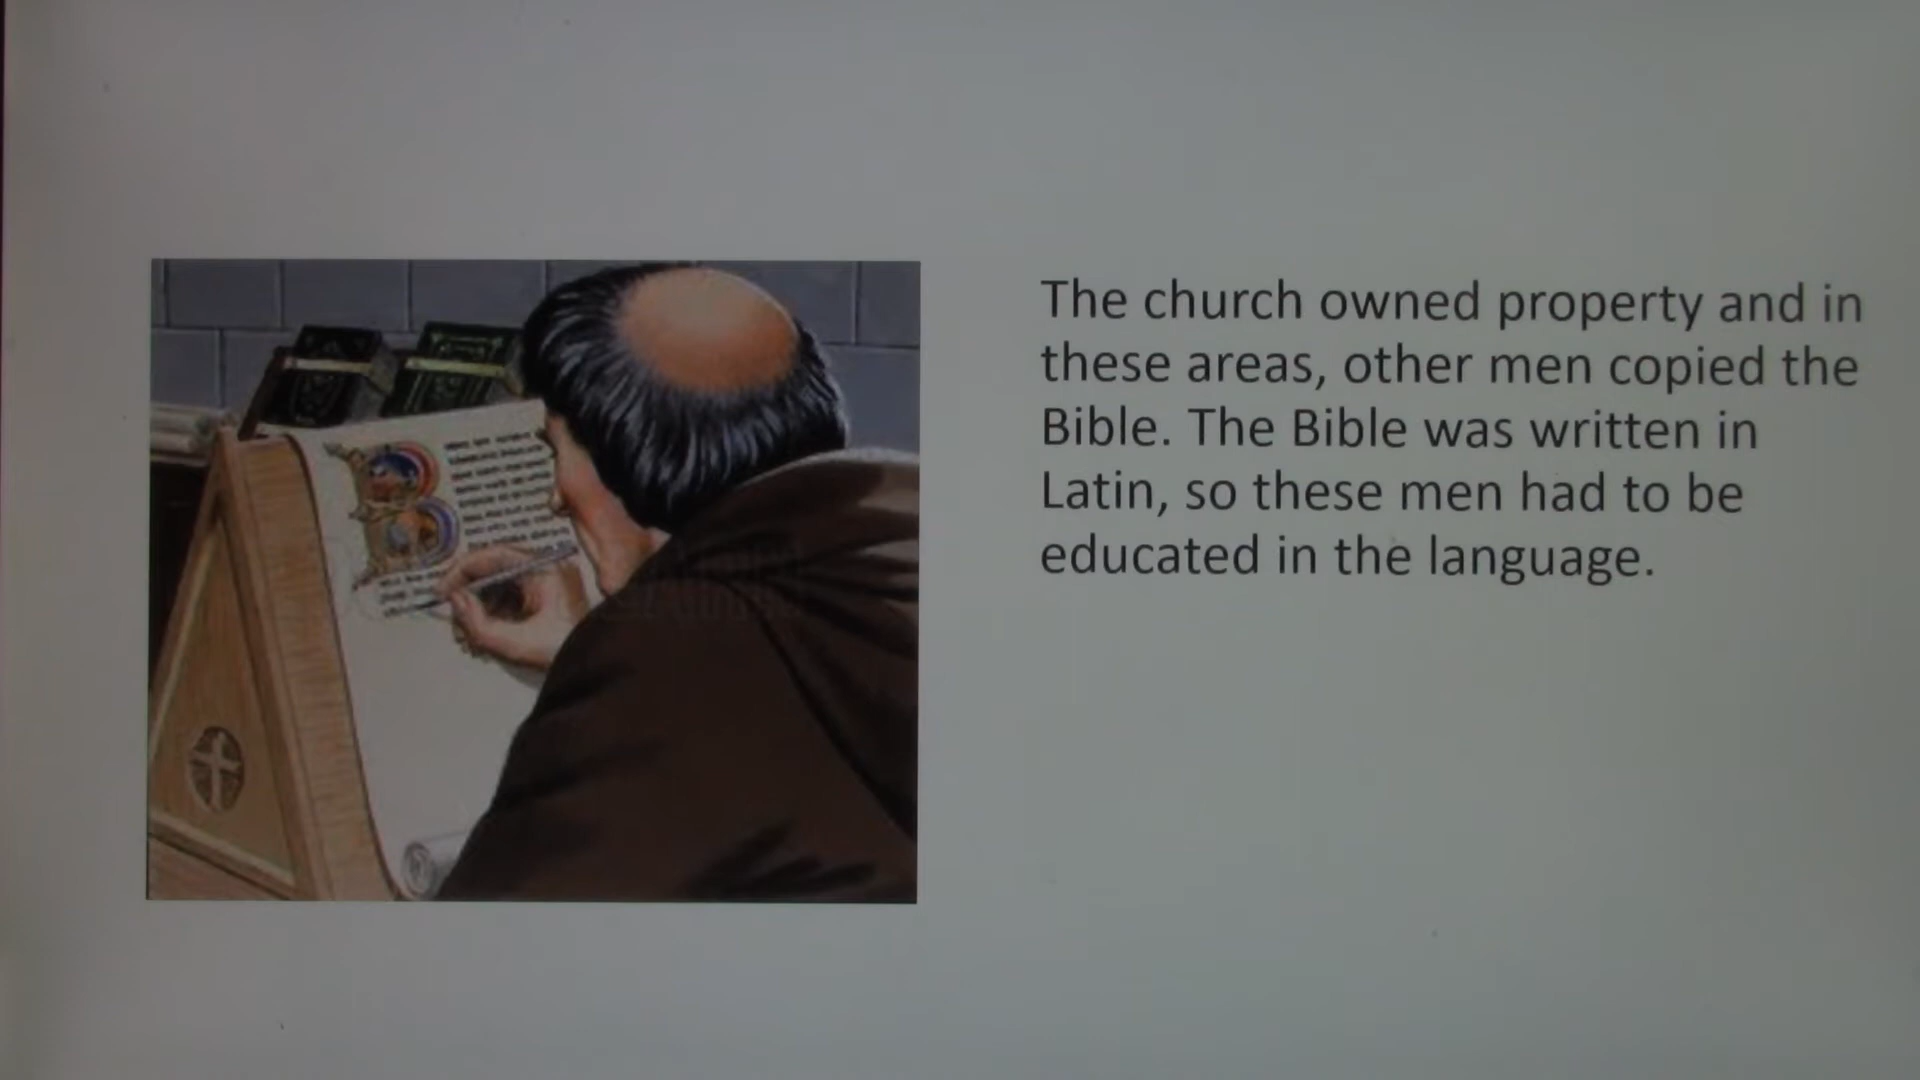 The church owned property and in
these areas, other men copied the
Bible. The Bible was written in
Latin, so these men had to be
educated in the language.